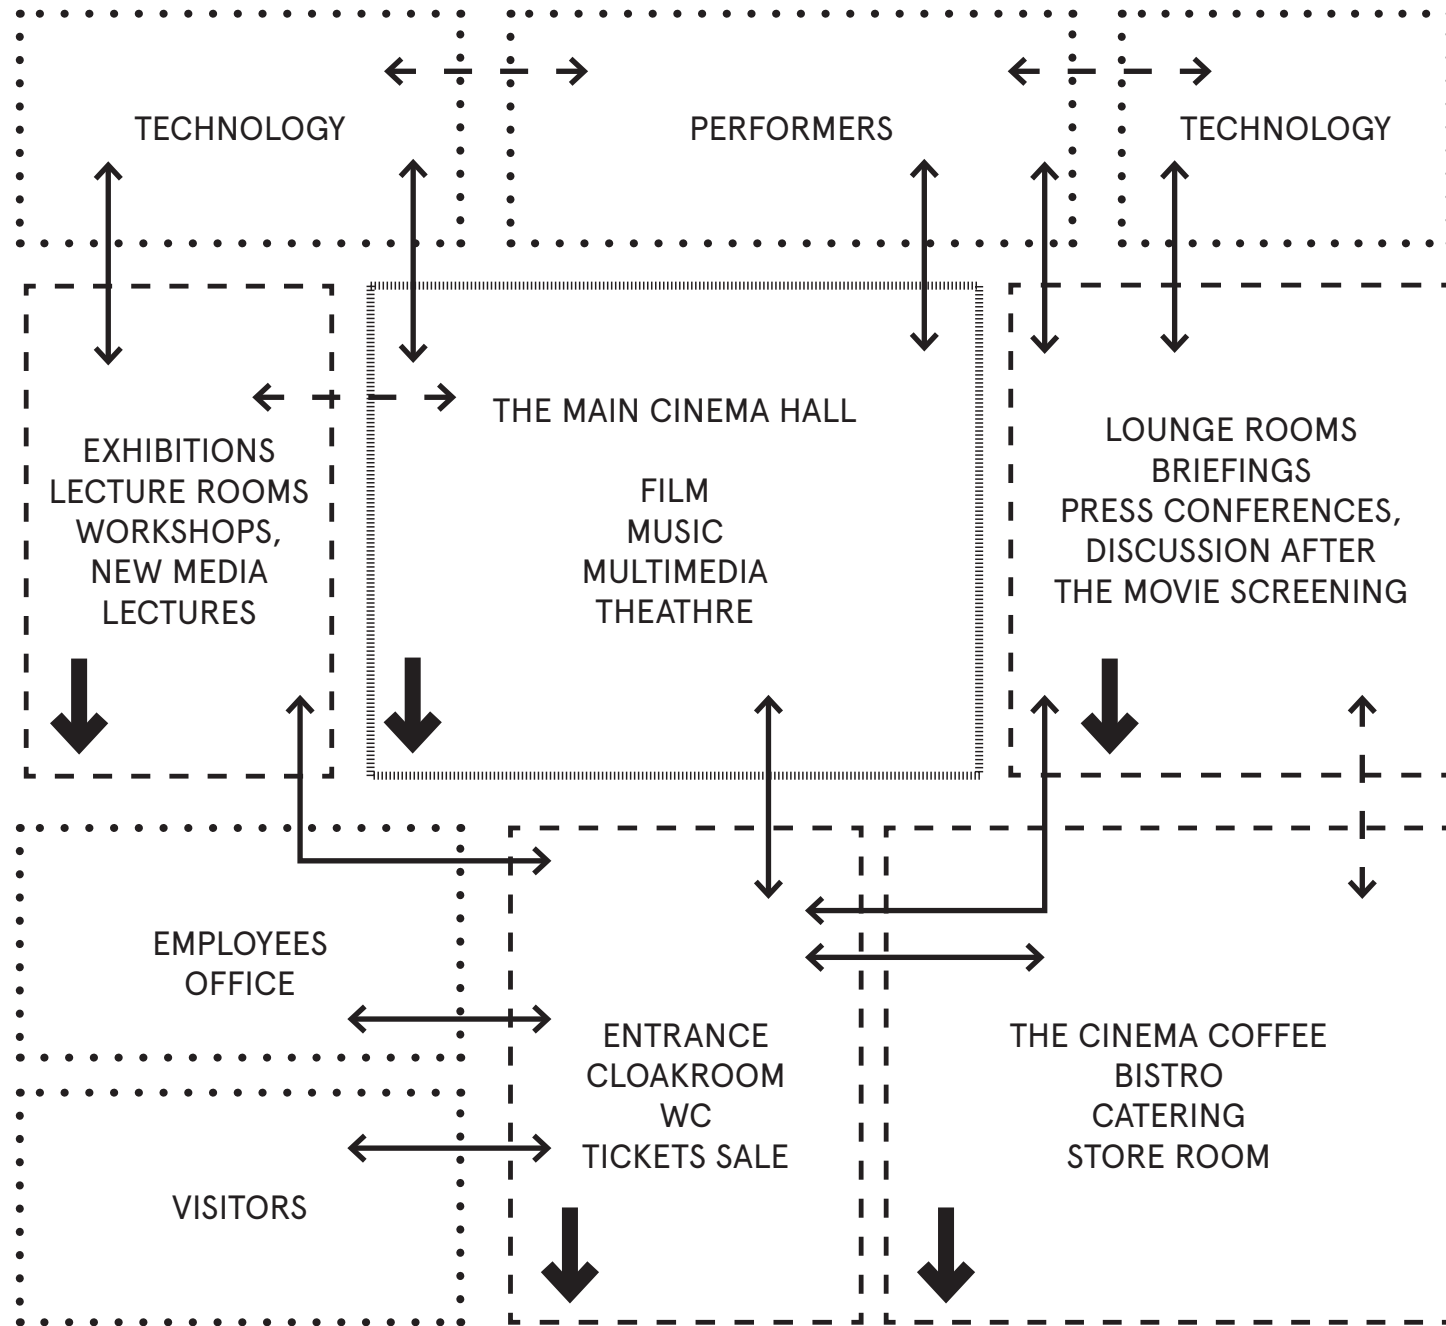 TECHNOLOGY
PERFORMERS
TECHNOLOGY
EXHIBITIONS
LECTURE ROOMS
WORKSHOPS,
NEW MEDIA
LECTURES
THE MAIN CINEMA HALL
FILM
MUSIC
MULTIMEDIA
THEATHRE
LOUNGE ROOMS
BRIEFINGS
PRESS CONFERENCES,
DISCUSSION AFTER
THE MOVIE SCREENING
EMPLOYEES
OFFICE
VISITORS
ENTRANCE
CLOAKROOM
WC
TICKETS SALE
THE CINEMA COFFEE
BISTRO
CATERING
STORE ROOM